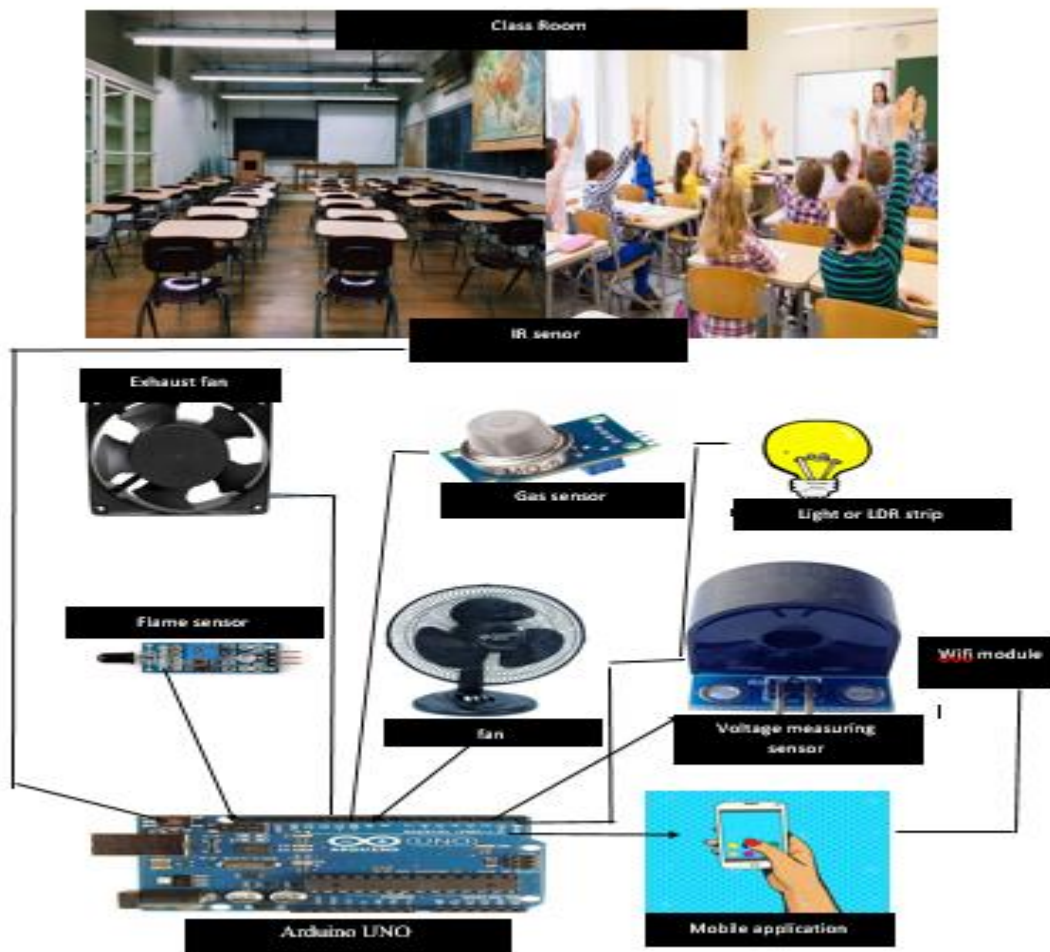 Class Room
IR senor
Exhaust fan
Gas sensor
Light or LDR strip
Flame sensor
Wifi module
fan
Voltage measuring
sensor
UNO
Arduino UNO
Mobile application